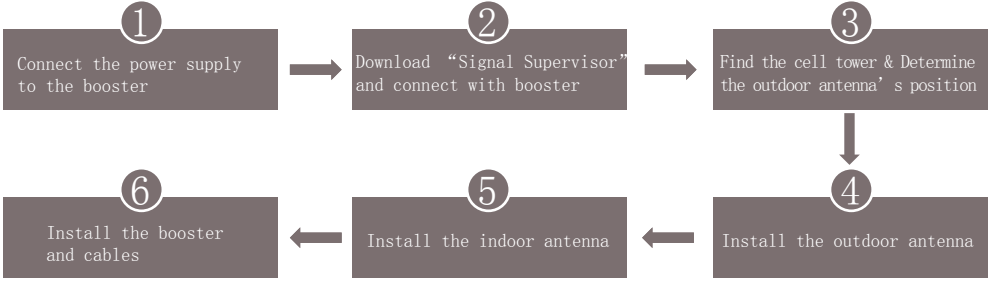 1
Connect the power supply
to the booster
2
Download “Signal Supervisor”
and connect with booster
3
Find the cell tower & Determine
the outdoor antenna’s position
4
Install the outdoor antenna
5
Install the indoor antenna
6
Install the booster
and cables